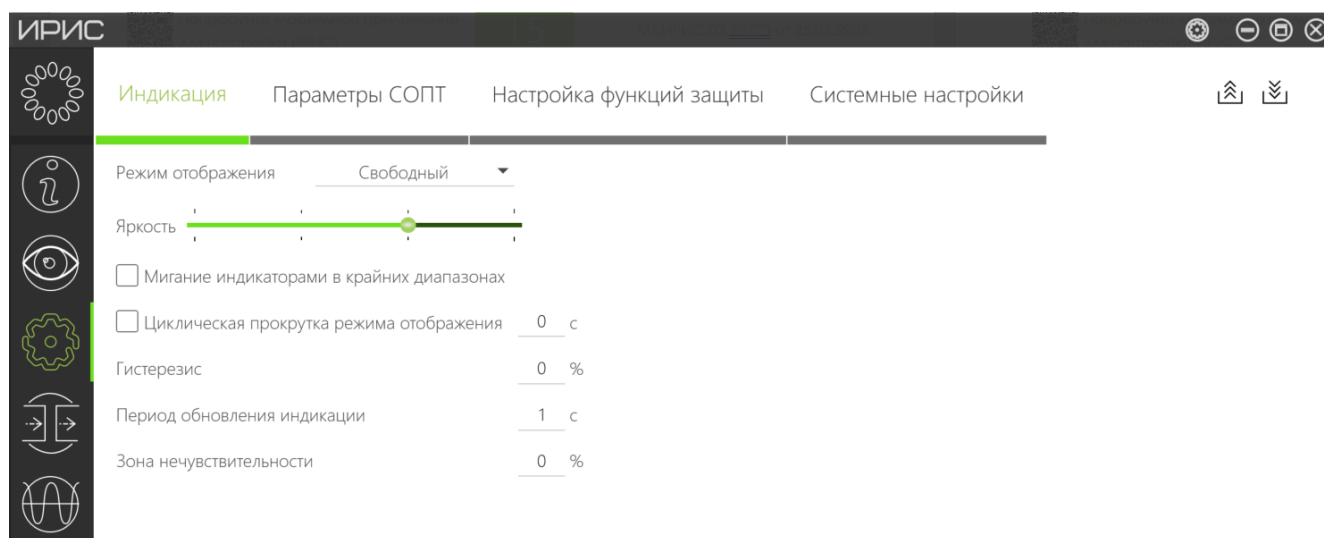 ИРИС
Индикация Параметры СОПТ Настройка функций защиты Системные настройки
Режим отображения Свободный
Яркость
Мигание индикаторами в крайних диапазонах
Циклическая прокрутка режима отображения 0 с
Гистерезис 0 %
Период обновления индикации 1 с
Зона нечувствительности 0 %